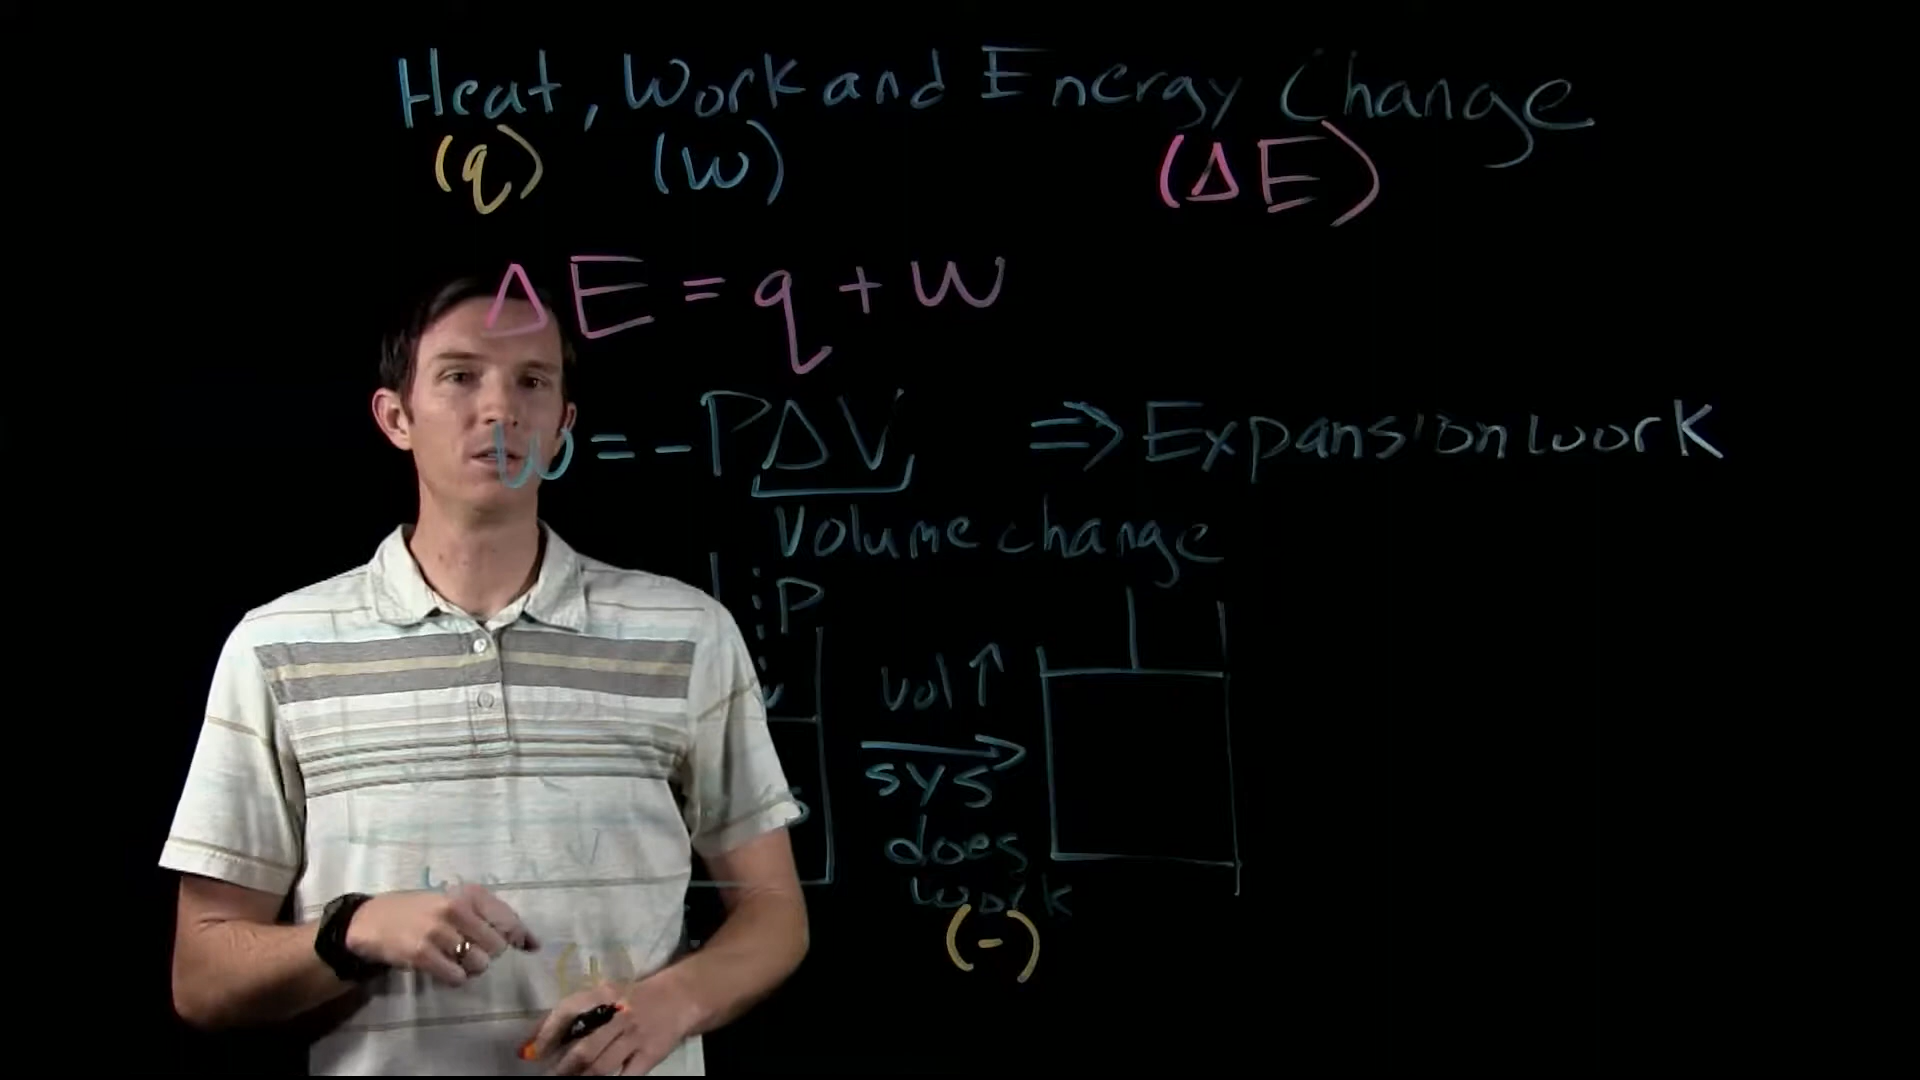 Heat, Work and Energy Change
(q) (w) (ΔE)
ΔE = q + w
w = -PΔV ⇒ Expansion work
Volume change
P
vol ↑
sys
does
work
(-)
(+)